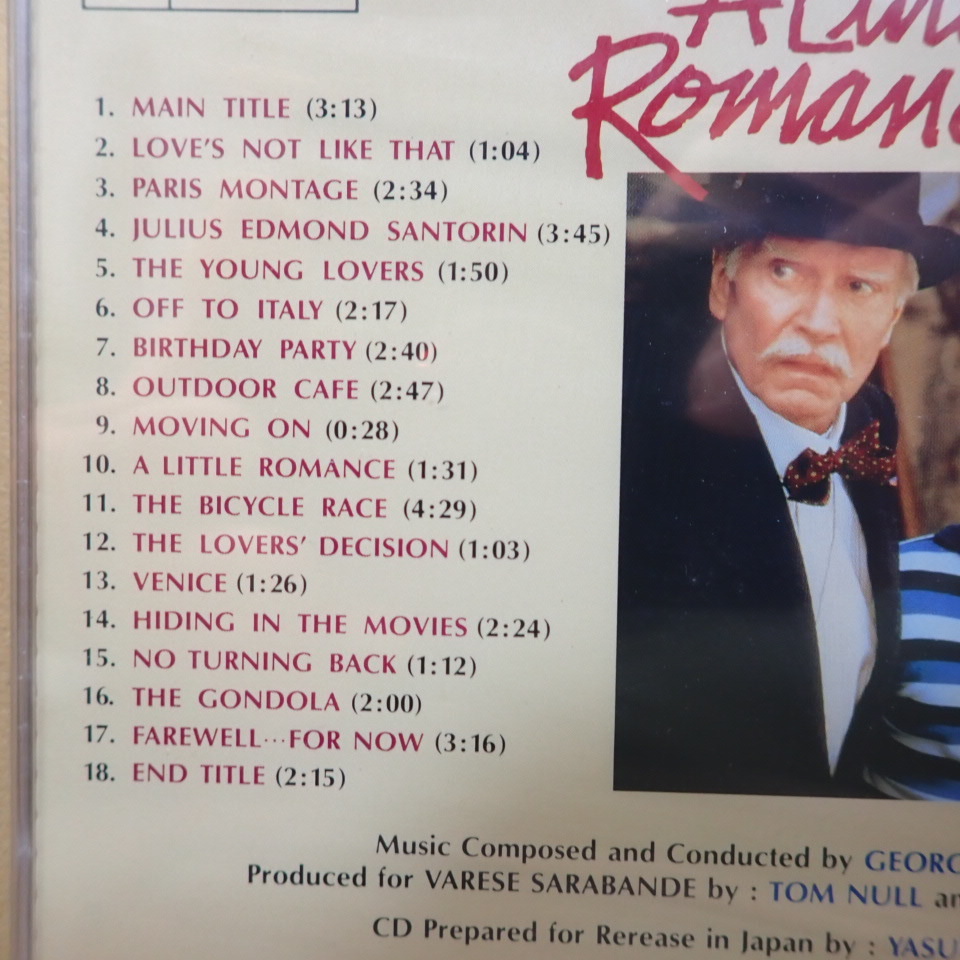 A Little
Romance
1. MAIN TITLE (3:13)
2. LOVE'S NOT LIKE THAT (1:04)
3. PARIS MONTAGE (2:34)
4. JULIUS EDMOND SANTORIN (3:45)
5. THE YOUNG LOVERS (1:50)
6. OFF TO ITALY (2:17)
7. BIRTHDAY PARTY (2:40)
8. OUTDOOR CAFE (2:47)
9. MOVING ON (0:28)
10. A LITTLE ROMANCE (1:31)
11. THE BICYCLE RACE (4:29)
12. THE LOVERS' DECISION (1:03)
13. VENICE (1:26)
14. HIDING IN THE MOVIES (2:24)
15. NO TURNING BACK (1:12)
16. THE GONDOLA (2:00)
17. FAREWELL···FOR NOW (3:16)
18. END TITLE (2:15)
Music Composed and Conducted by GEORG
Produced for VARESE SARABANDE by : TOM NULL an
CD Prepared for Rerease in Japan by : YASU